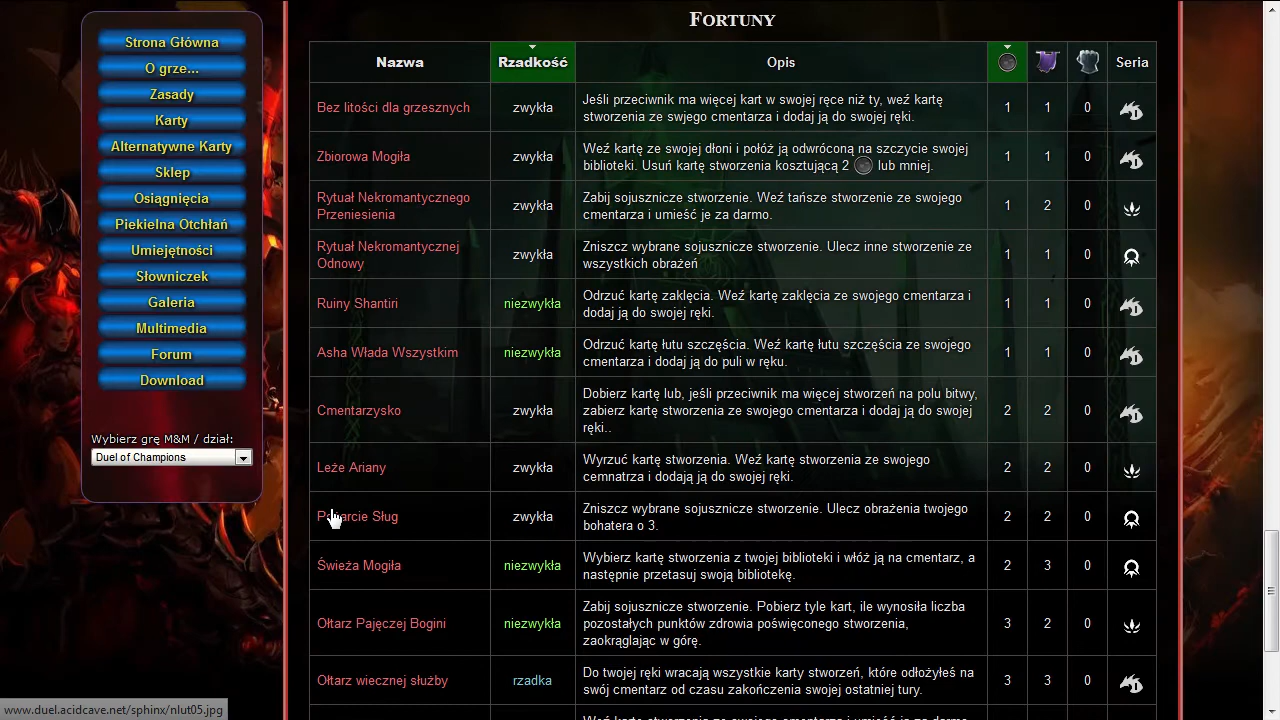 Fortuny
Strona Główna
O grze...
Zasady
Karty
Alternatywne Karty
Sklep
Osiągnięcia
Piekielna Otchłań
Umiejętności
Słowniczek
Galeria
Multimedia
Forum
Download
Wybierz grę M&M / dział:
Duel of Champions
Nazwa Rzadkość Opis Seria
Bez litości dla grzesznych zwykła Jeśli przeciwnik ma więcej kart w swojej ręce niż ty, weź kartę 1 1 0
stworzenia ze swjego cmentarza i dodaj ją do swojej ręki.
Zbiorowa Mogiła zwykła Weź kartę ze swojej dłoni i połóż ją odwróconą na szczycie swojej 1 1 0
biblioteki. Usuń kartę stworzenia kosztującą 2 lub mniej.
Rytuał Nekromantycznego zwykła Zabij sojusznicze stworzenie. Weź tańsze stworzenie ze swojego 1 2 0
Przeniesienia cmentarza i umieść je za darmo.
Rytuał Nekromantycznej zwykła Zniszcz wybrane sojusznicze stworzenie. Ulecz inne stworzenie ze 1 1 0
Odnowy wszystkich obrażeń
Ruiny Shantiri niezwykła Odrzuć kartę zaklęcia. Weź kartę zaklęcia ze swojego cmentarza i 1 1 0
dodaj ją do swojej ręki.
Asha Włada Wszystkim niezwykła Odrzuć kartę łutu szczęścia. Weź kartę łutu szczęścia ze swojego 1 1 0
cmentarza i dodaj ją do puli w ręku.
Cmentarzysko zwykła Dobierz kartę lub, jeśli przeciwnik ma więcej stworzeń na polu bitwy, 2 2 0
zabierz kartę stworzenia ze swojego cmentarza i dodaj ją do swojej
ręki..
Leże Ariany zwykła Wyrzuć kartę stworzenia. Weź kartę stworzenia ze swojego 2 2 0
cemnatrza i dodają ją do swojej ręki.
Sług zwykła Zniszcz wybrane sojusznicze stworzenie. Ulecz obrażenia twojego 2 2 0
bohatera o 3.
Świeża Mogiła niezwykła Wybierz kartę stworzenia z twojej biblioteki i włóż ją na cmentarz, a 2 3 0
następnie przetasuj swoją bibliotekę.
Ołtarz Pajęczej Bogini niezwykła Zabij sojusznicze stworzenie. Pobierz tyle kart, ile wynosiła liczba 3 2 0
pozostałych punktów zdrowia poświęconego stworzenia,
zaokrąglając w górę.
Ołtarz wiecznej służby rzadka Do twojej ręki wracają wszystkie karty stworzeń, które odłożyłeś na 3 3 0
swój cmentarz od czasu zakończenia swojej ostatniej tury.
www.duel.acidcave.net/sphinx/nlut05.jpg